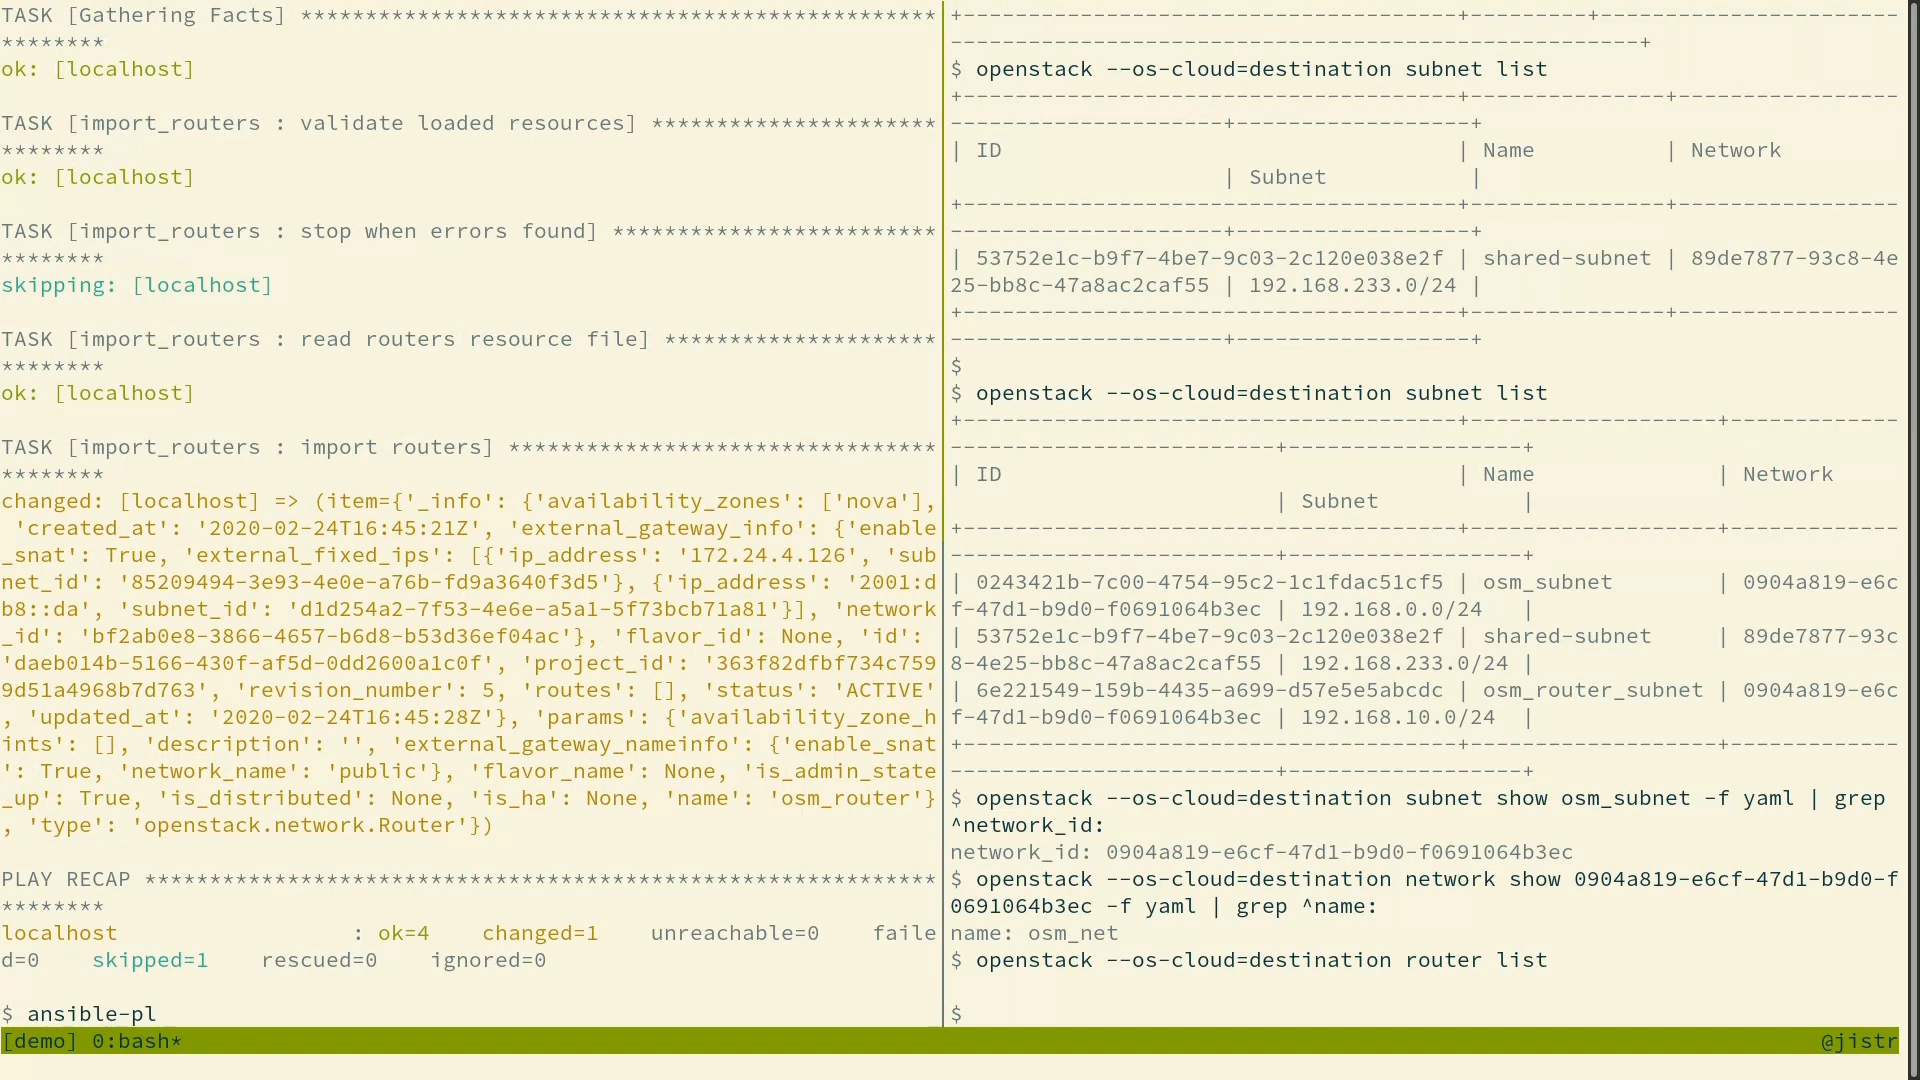 TASK [Gathering Facts] *************************************************
********
ok: [localhost]
TASK [import_routers : validate loaded resources] **********************
********
ok: [localhost]
TASK [import_routers : stop when errors found] *************************
********
skipping: [localhost]
TASK [import_routers : read routers resource file] *********************
********
ok: [localhost]
TASK [import_routers : import routers] *********************************
********
changed: [localhost] => (item={'_info': {'availability_zones': ['nova'],
'created_at': '2020-02-24T16:45:21Z', 'external_gateway_info': {'enable
_snat': True, 'external_fixed_ips': [{'ip_address': '172.24.4.126', 'sub
net_id': '85209494-3e93-4e0e-a76b-fd9a3640f3d5'}, {'ip_address': '2001:d
b8::da', 'subnet_id': 'd1d254a2-7f53-4e6e-a5a1-5f73bcb71a81'}], 'network
_id': 'bf2ab0e8-3866-4657-b6d8-b53d36ef04ac'}, 'flavor_id': None, 'id':
'daeb014b-5166-430f-af5d-0dd2600a1c0f', 'project_id': '363f82dfbf734c759
9d51a4968b7d763', 'revision_number': 5, 'routes': [], 'status': 'ACTIVE'
, 'updated_at': '2020-02-24T16:45:28Z'}, 'params': {'availability_zone_h
ints': [], 'description': '', 'external_gateway_nameinfo': {'enable_snat
': True, 'network_name': 'public'}, 'flavor_name': None, 'is_admin_state
_up': True, 'is_distributed': None, 'is_ha': None, 'name': 'osm_router'}
, 'type': 'openstack.network.Router'})
PLAY RECAP *************************************************************
********
localhost                  : ok=4    changed=1    unreachable=0    faile
d=0    skipped=1    rescued=0    ignored=0
$ ansible-pl
+--------------------------------------+---------+-----------------------
-----------------------------------------------------+
$ openstack --os-cloud=destination subnet list
+--------------------------------------+---------------+-----------------
---------------------+------------------+
| ID                                   | Name          | Network
                     | Subnet           |
+--------------------------------------+---------------+-----------------
---------------------+------------------+
| 53752e1c-b9f7-4be7-9c03-2c120e038e2f | shared-subnet | 89de7877-93c8-4e
25-bb8c-47a8ac2caf55 | 192.168.233.0/24 |
+--------------------------------------+---------------+-----------------
---------------------+------------------+
$
$ openstack --os-cloud=destination subnet list
+--------------------------------------+-------------------+-------------
-------------------------+------------------+
| ID                                   | Name              | Network
                         | Subnet           |
+--------------------------------------+-------------------+-------------
-------------------------+------------------+
| 0243421b-7c00-4754-95c2-1c1fdac51cf5 | osm_subnet        | 0904a819-e6c
f-47d1-b9d0-f0691064b3ec | 192.168.0.0/24   |
| 53752e1c-b9f7-4be7-9c03-2c120e038e2f | shared-subnet     | 89de7877-93c
8-4e25-bb8c-47a8ac2caf55 | 192.168.233.0/24 |
| 6e221549-159b-4435-a699-d57e5e5abcdc | osm_router_subnet | 0904a819-e6c
f-47d1-b9d0-f0691064b3ec | 192.168.10.0/24  |
+--------------------------------------+-------------------+-------------
-------------------------+------------------+
$ openstack --os-cloud=destination subnet show osm_subnet -f yaml | grep
^network_id:
network_id: 0904a819-e6cf-47d1-b9d0-f0691064b3ec
$ openstack --os-cloud=destination network show 0904a819-e6cf-47d1-b9d0-f
0691064b3ec -f yaml | grep ^name:
name: osm_net
$ openstack --os-cloud=destination router list
$
[demo] 0:bash*
@jistr